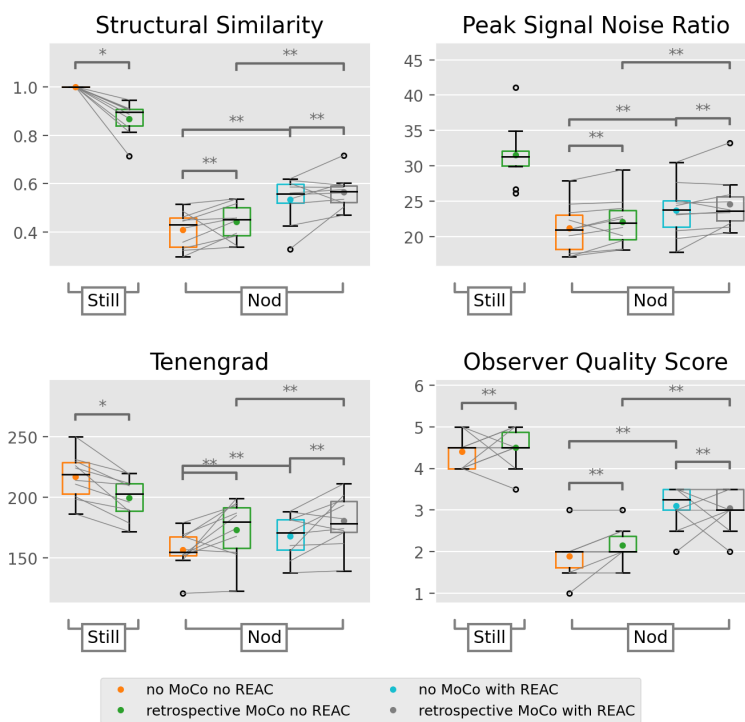 Structural Similarity
Peak Signal Noise Ratio
1.0
0.8
0.6
0.4
*
**
**
**
**
Still
Nod
45
40
35
30
25
20
**
**
**
**
Still
Nod
Tenengrad
Observer Quality Score
250
200
150
*
**
**
**
**
Still
Nod
6
5
4
3
2
1
**
**
**
**
**
Still
Nod
no MoCo no REAC
retrospective MoCo no REAC
no MoCo with REAC
retrospective MoCo with REAC